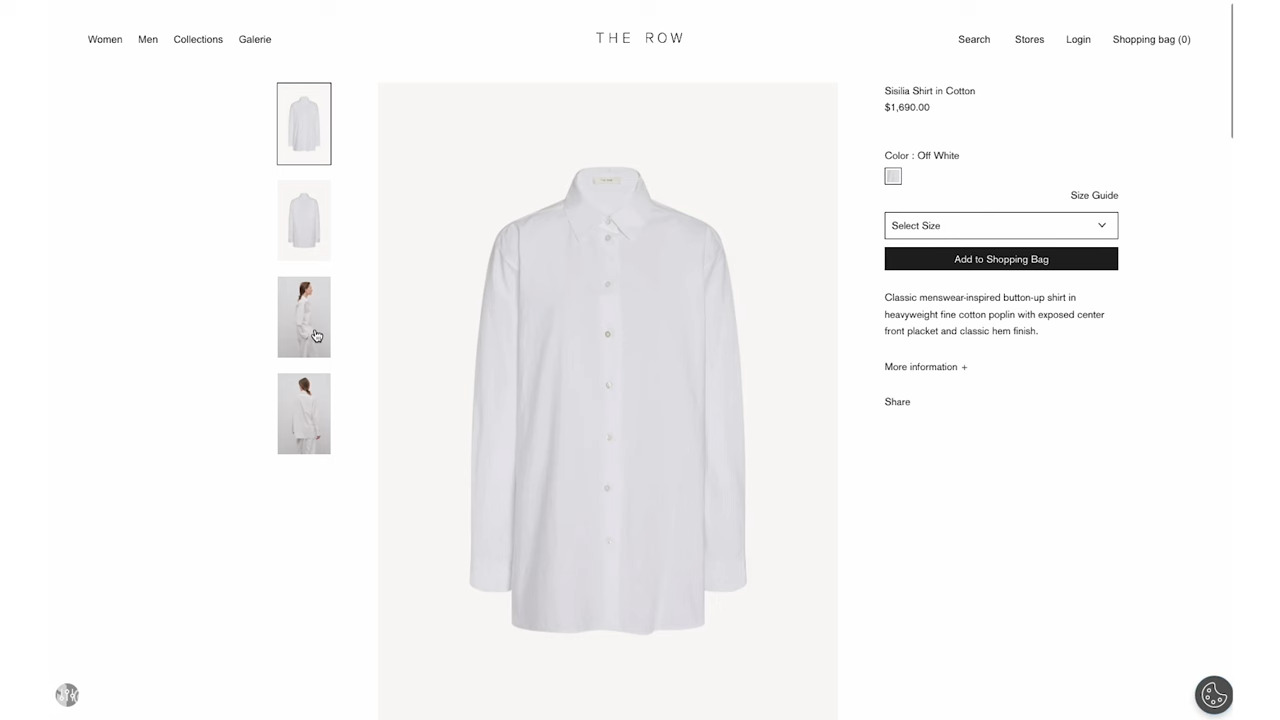 Women Men Collections Galerie
THE ROW
Search Stores Login Shopping bag (0)
Sisilia Shirt in Cotton
$1,690.00
Color : Off White
Size Guide
Select Size
Add to Shopping Bag
Classic menswear-inspired button-up shirt in
heavyweight fine cotton poplin with exposed center
front placket and classic hem finish.
More information +
Share